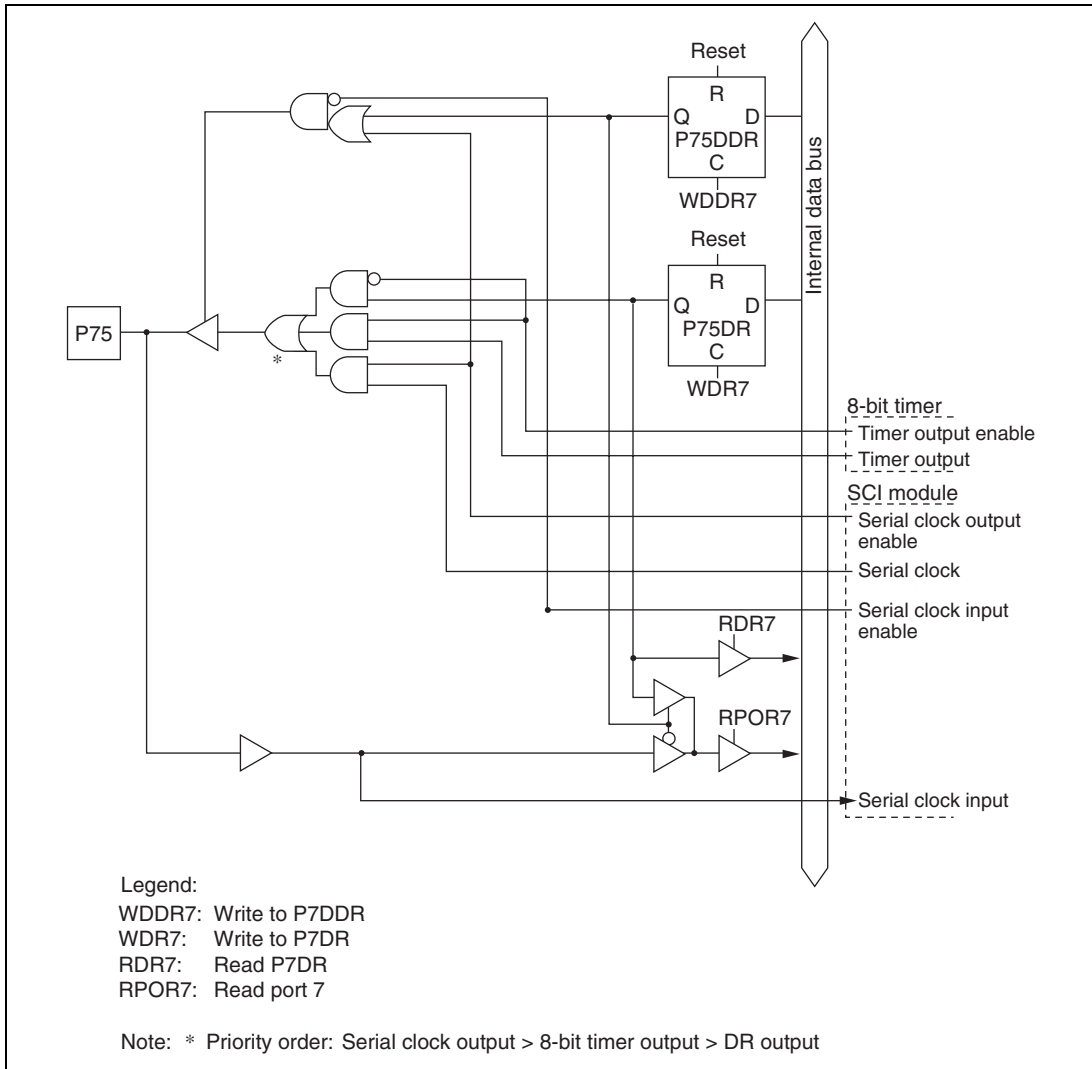 Reset
R
Q D
P75DDR
C
WDDR7
Internal data bus
Reset
R
Q D
P75DR
C
WDR7
P75
*
8-bit timer
Timer output enable
Timer output
SCI module
Serial clock output
enable
Serial clock
Serial clock input
enable
RDR7
RPOR7
Serial clock input
Legend:
WDDR7: Write to P7DDR
WDR7: Write to P7DR
RDR7: Read P7DR
RPOR7: Read port 7
Note: * Priority order: Serial clock output > 8-bit timer output > DR output